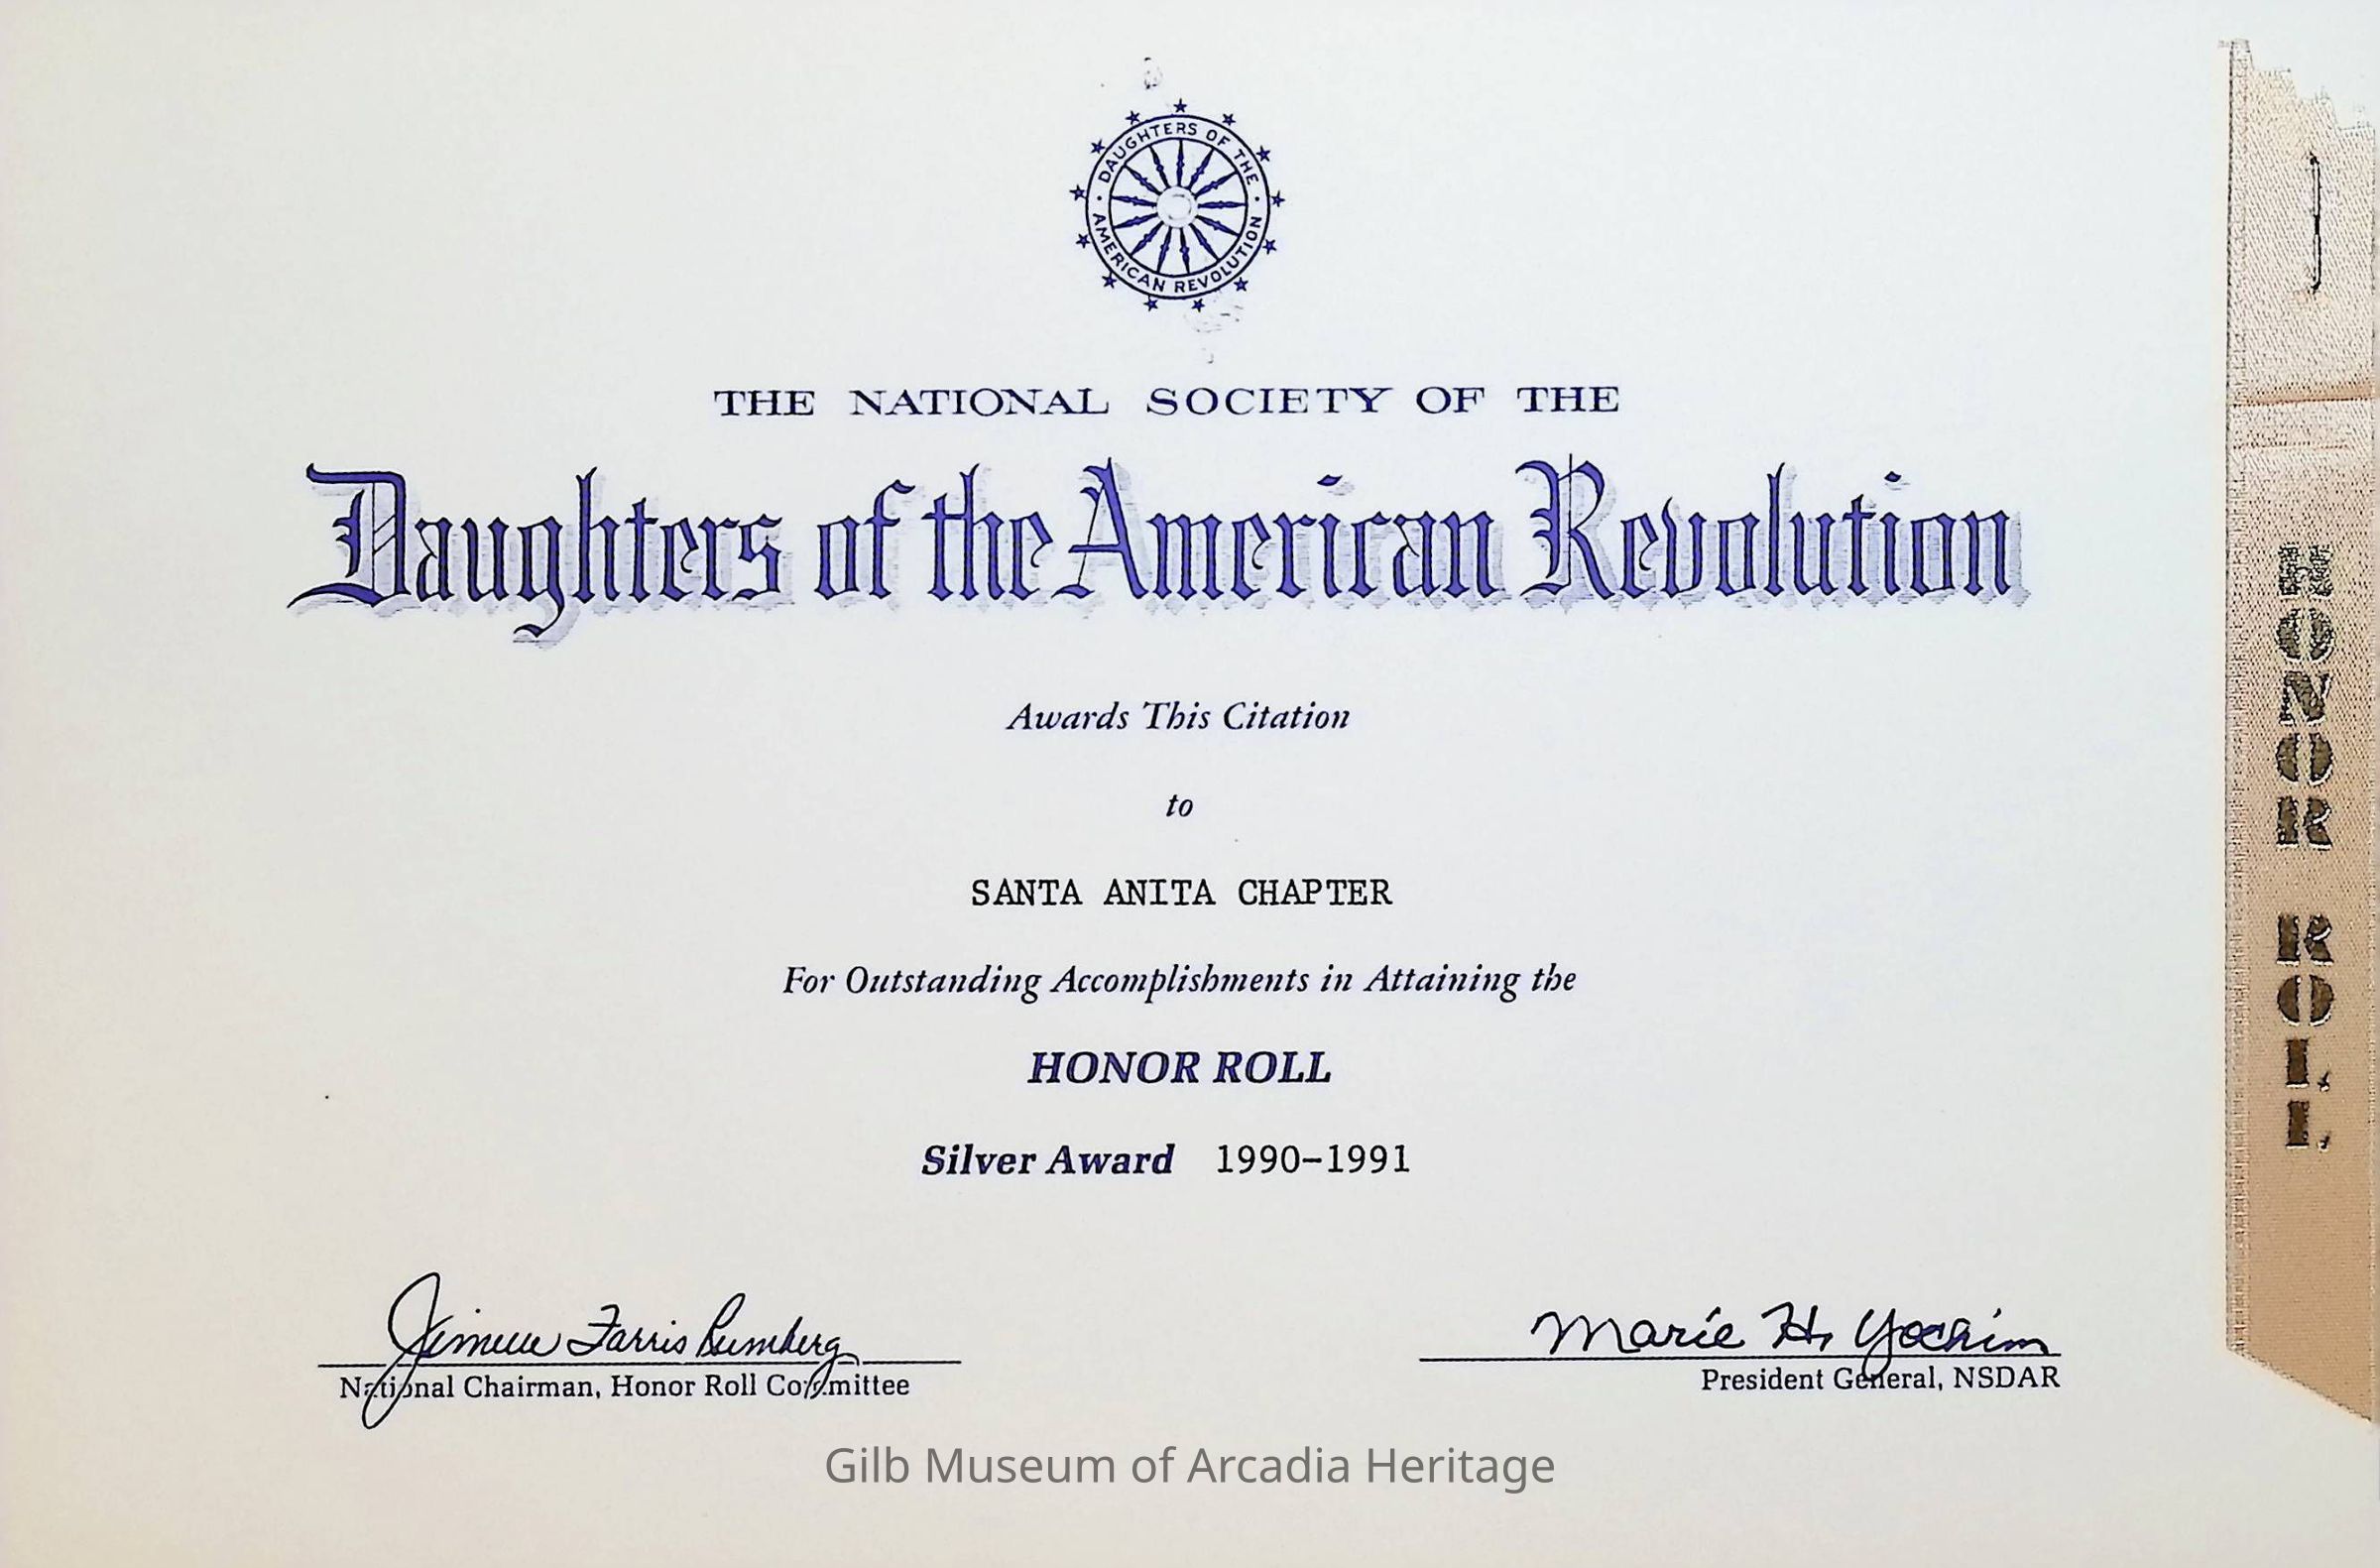 DAUGHTERS OF THE
AMERICAN REVOLUTION
THE NATIONAL SOCIETY OF THE
Daughters of the American Revolution
Awards This Citation
to
SANTA ANITA CHAPTER
For Outstanding Accomplishments in Attaining the
HONOR ROLL
Silver Award 1990-1991
Farris
National Chairman, Honor Roll Committee
Marie H. Yochim
President General, NSDAR
HONOR ROLL
Gilb Museum of Arcadia Heritage